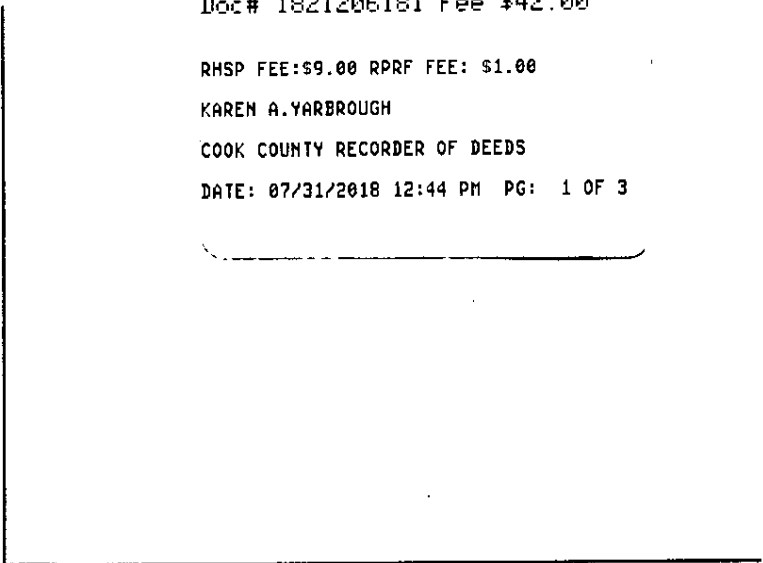 Doc# 1821206181 Fee $42.00
RHSP FEE:$9.00 RPRF FEE: $1.00
KAREN A.YARBROUGH
COOK COUNTY RECORDER OF DEEDS
DATE: 07/31/2018 12:44 PM PG: 1 OF 3